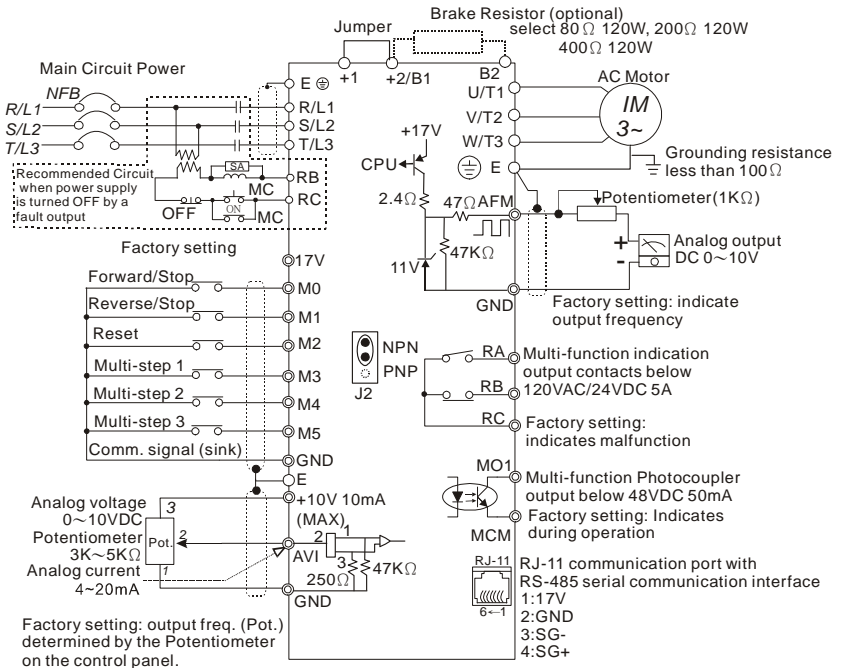 Brake Resistor (optional)
select 80Ω 120W, 200Ω 120W
400Ω 120W
Jumper
+1
+2/B1
B2
Main Circuit Power
NFB
R/L1
S/L2
T/L3
E
R/L1
S/L2
T/L3
U/T1
V/T2
W/T3
E
AC Motor
IM
3~
Grounding resistance
less than 100Ω
Recommended Circuit
when power supply
is turned OFF by a
fault output
SA
MC
OFF
ON
MC
RB
RC
+17V
CPU
2.4Ω
47Ω
AFM
47KΩ
11V
GND
Potentiometer(1KΩ)
+
-
Analog output
DC 0~10V
Factory setting: indicate
output frequency
Factory setting
17V
Forward/Stop
M0
Reverse/Stop
M1
Reset
M2
Multi-step 1
M3
Multi-step 2
M4
Multi-step 3
M5
Comm. signal (sink)
GND
E
NPN
PNP
J2
RA
RB
RC
Multi-function indication
output contacts below
120VAC/24VDC 5A
Factory setting:
indicates malfunction
MO1
MCM
Multi-function Photocoupler
output below 48VDC 50mA
Factory setting: Indicates
during operation
Analog voltage
0~10VDC
Potentiometer
3K~5KΩ
Analog current
4~20mA
3
Pot.
2
1
+10V 10mA
(MAX)
AVI
2
1
3
250Ω
47KΩ
GND
RJ-11
6←1
RJ-11 communication port with
RS-485 serial communication interface
1:17V
2:GND
3:SG-
4:SG+
Factory setting: output freq. (Pot.)
determined by the Potentiometer
on the control panel.